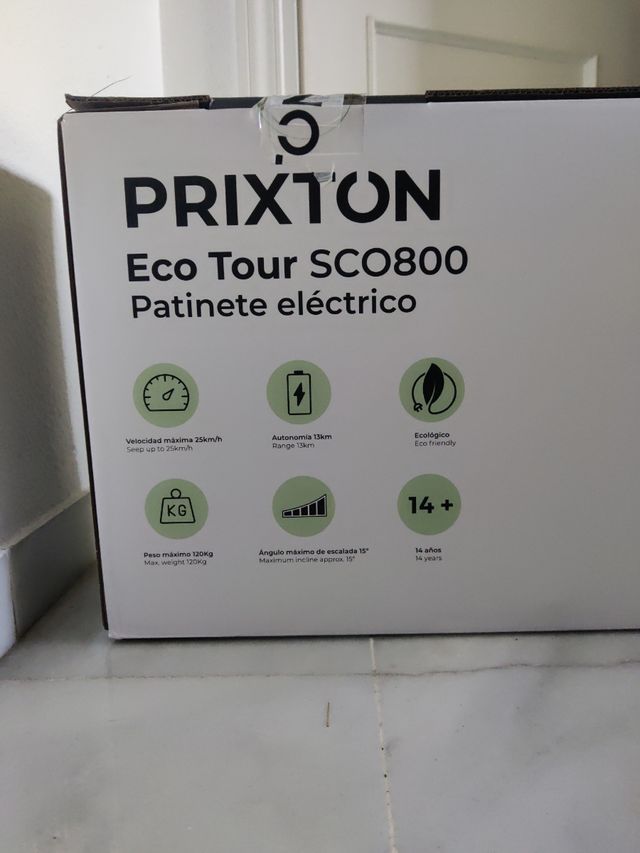 PRIXTON
Eco Tour SCO800
Patinete eléctrico
Velocidad máxima 25km/h
Seep up to 25km/h
Autonomía 13km
Range 13km
Ecológico
Eco friendly
KG
Peso máximo 120Kg
Max. weight 120Kg
Ángulo máximo de escalada 15º
Maximum incline approx. 15º
14 +
14 años
14 years